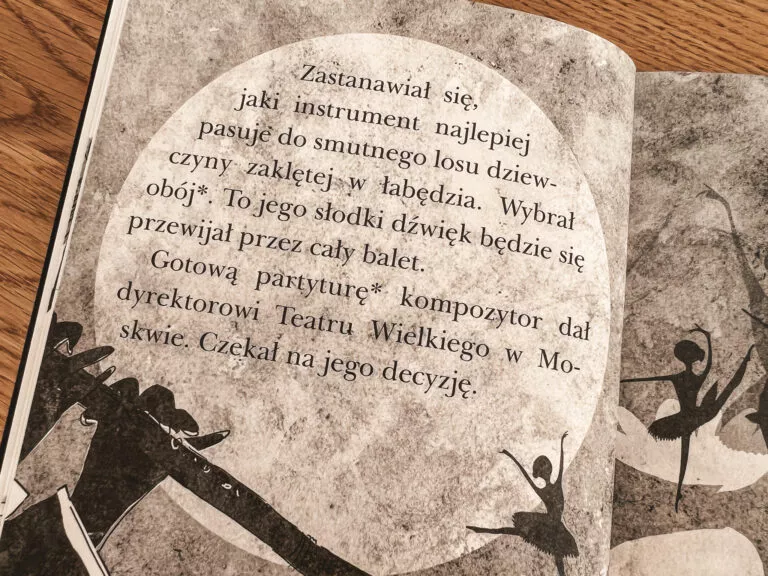 Zastanawiał się,
jaki instrument najlepiej
pasuje do smutnego losu dziew-
czyny zaklętej w łabędzia. Wybrał
obój*. To jego słodki dźwięk będzie się
przewijał przez cały balet.
Gotową partyturę* kompozytor dał
dyrektorowi Teatru Wielkiego w Mo-
skwie. Czekał na jego decyzję.